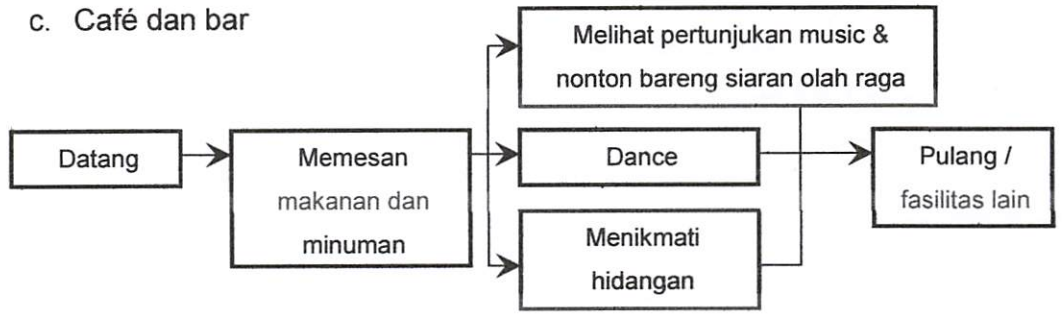 c. Café dan bar
Datang
Memesan
makanan dan
minuman
Melihat pertunjukan music &
nonton bareng siaran olah raga
Dance
Menikmati
hidangan
Pulang /
fasilitas lain